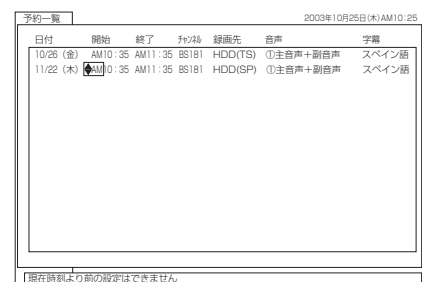 予約一覧 2003年10月25日(木)AM10:25
日付 開始 終了 ﾁｬﾝﾈﾙ 録画先 音声 字幕
10/26 (金) AM10:35 AM11:35 BS181 HDD(TS) ①主音声+副音声 スペイン語
11/22 (木) AM10:35 AM11:35 BS181 HDD(SP) ①主音声+副音声 スペイン語
現在時刻より前の設定はできません